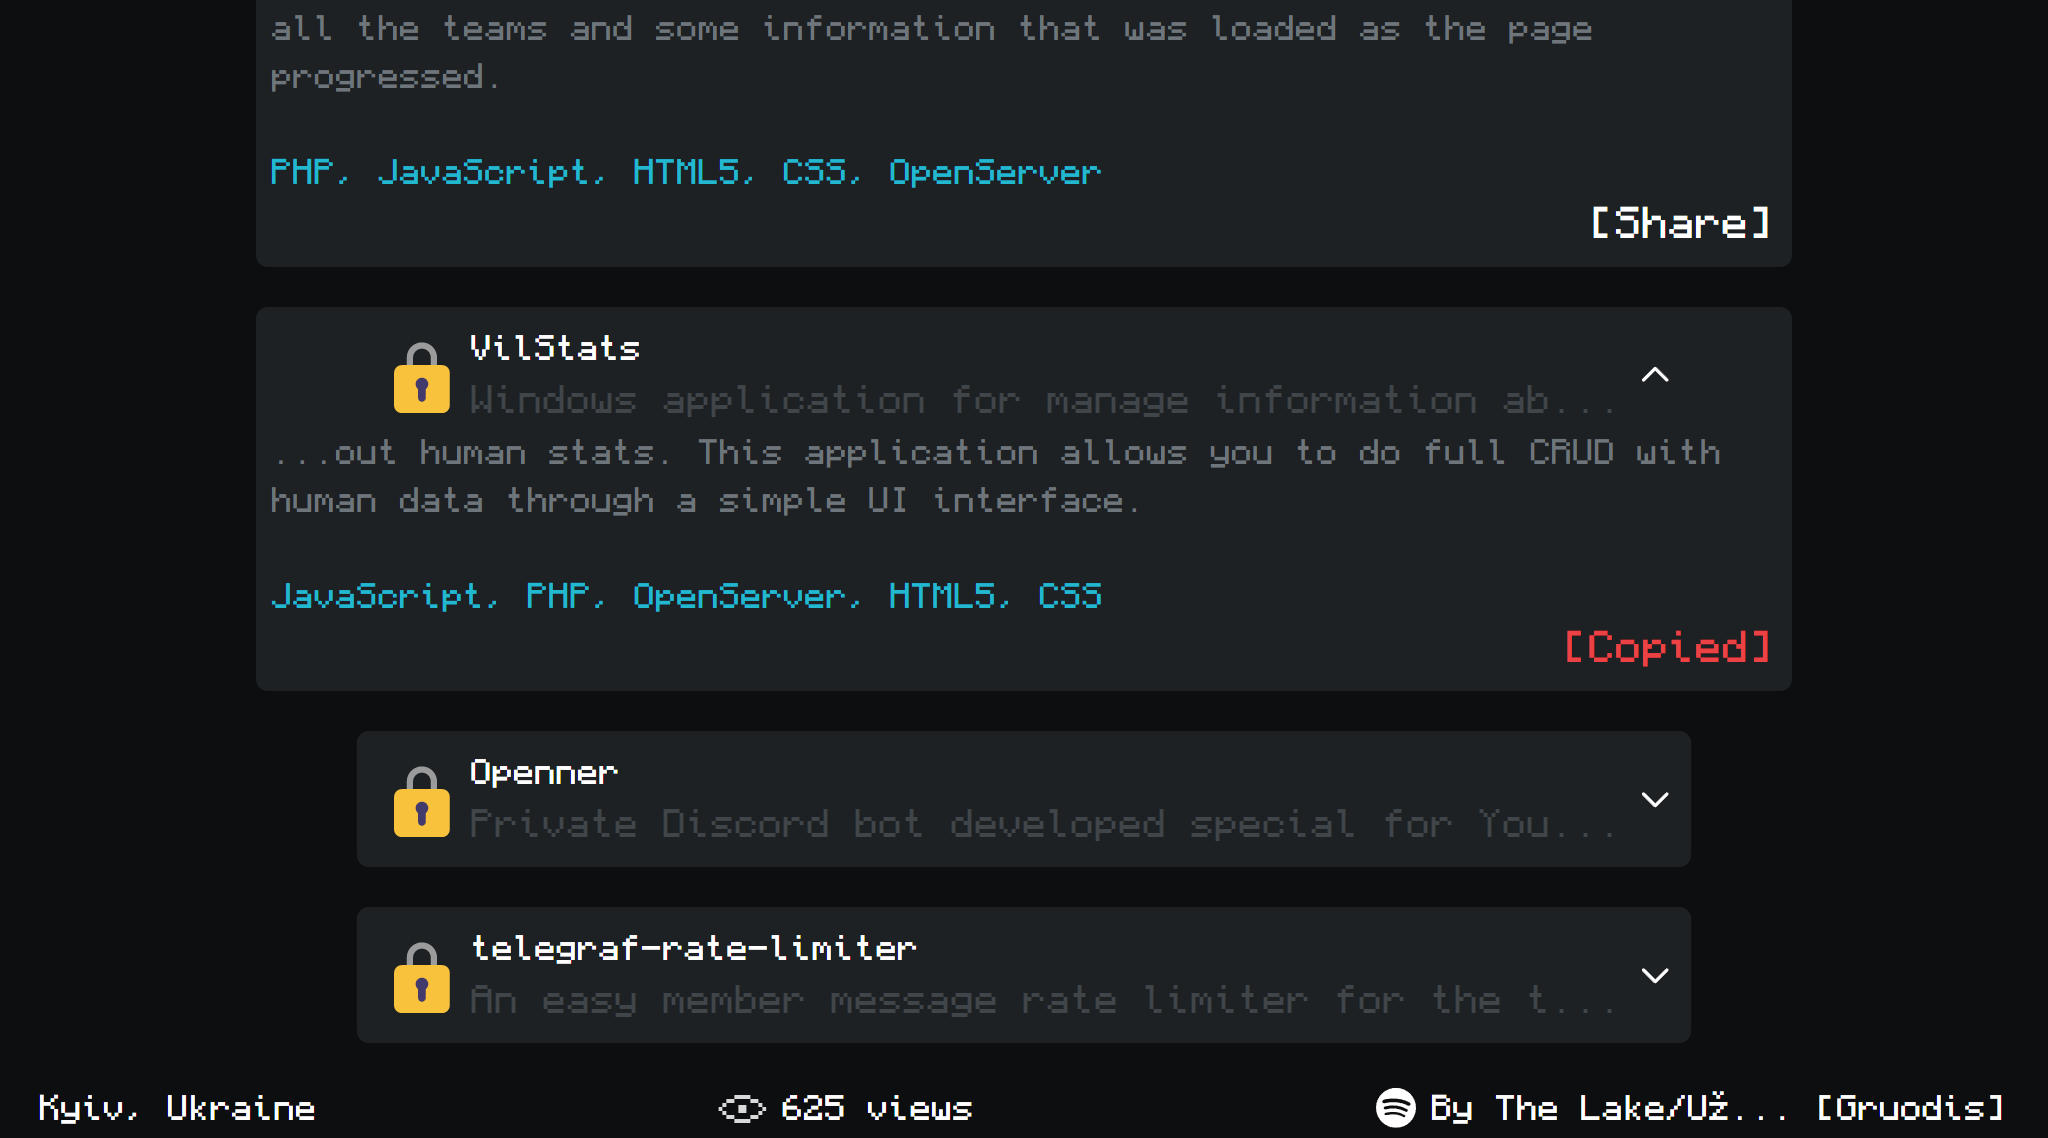 all the teams and some information that was loaded as the page
progressed.
PHP, JavaScript, HTML5, CSS, OpenServer
[Share]
VilStats
Windows application for manage information ab...
...out human stats. This application allows you to do full CRUD with
human data through a simple UI interface.
JavaScript, PHP, OpenServer, HTML5, CSS
[Copied]
Openner
Private Discord bot developed special for You...
telegraf-rate-limiter
An easy member message rate limiter for the t...
Kyiv, Ukraine
625 views
By The Lake/Už... [Gruodis]